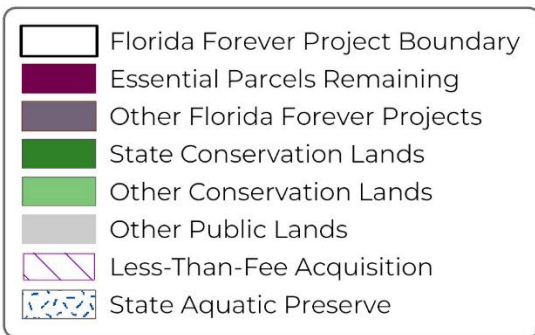 Florida Forever Project Boundary
Essential Parcels Remaining
Other Florida Forever Projects
State Conservation Lands
Other Conservation Lands
Other Public Lands
Less-Than-Fee Acquisition
State Aquatic Preserve